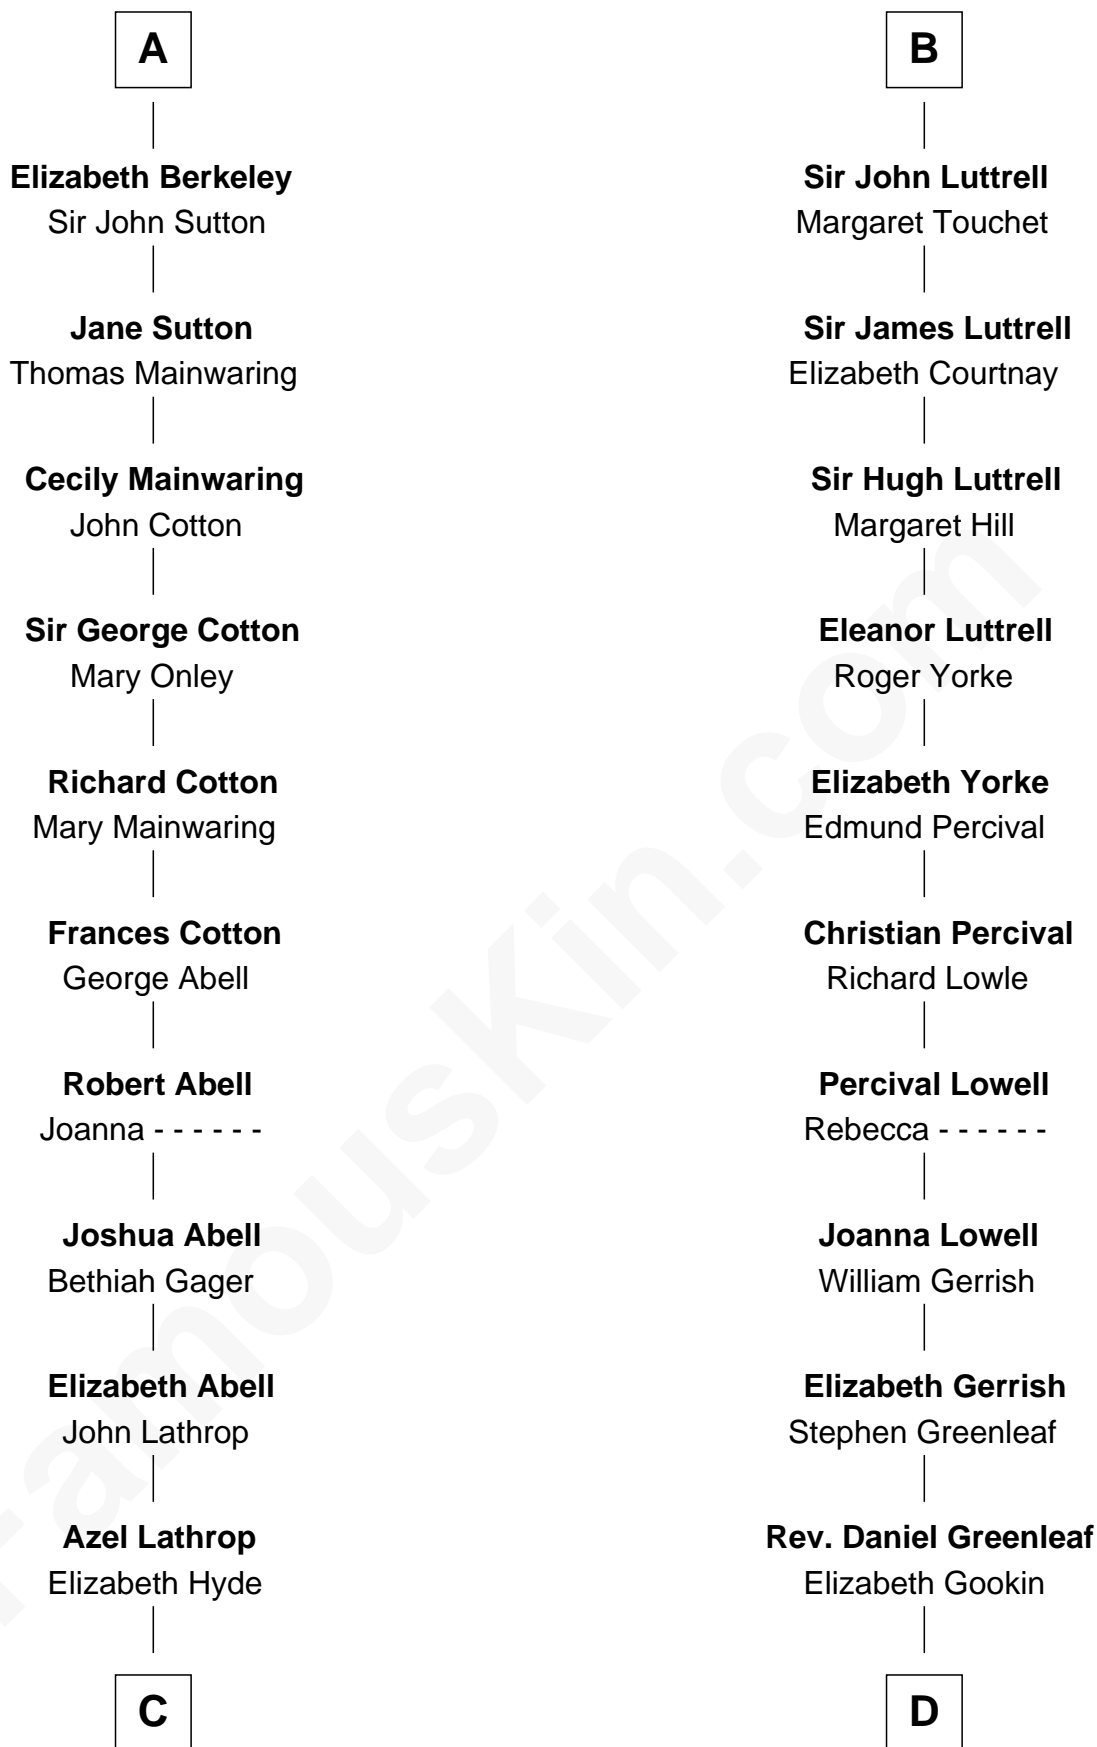 A
Elizabeth Berkeley
Sir John Sutton
Jane Sutton
Thomas Mainwaring
Cecily Mainwaring
John Cotton
Sir George Cotton
Mary Onley
Richard Cotton
Mary Mainwaring
Frances Cotton
George Abell
Robert Abell
Joanna - - - - - -
Joshua Abell
Bethiah Gager
Elizabeth Abell
John Lathrop
Azel Lathrop
Elizabeth Hyde
C
B
Sir John Luttrell
Margaret Touchet
Sir James Luttrell
Elizabeth Courtnay
Sir Hugh Luttrell
Margaret Hill
Eleanor Luttrell
Roger Yorke
Elizabeth Yorke
Edmund Percival
Christian Percival
Richard Lowle
Percival Lowell
Rebecca - - - - - -
Joanna Lowell
William Gerrish
Elizabeth Gerrish
Stephen Greenleaf
Rev. Daniel Greenleaf
Elizabeth Gookin
D
FamousKin.com